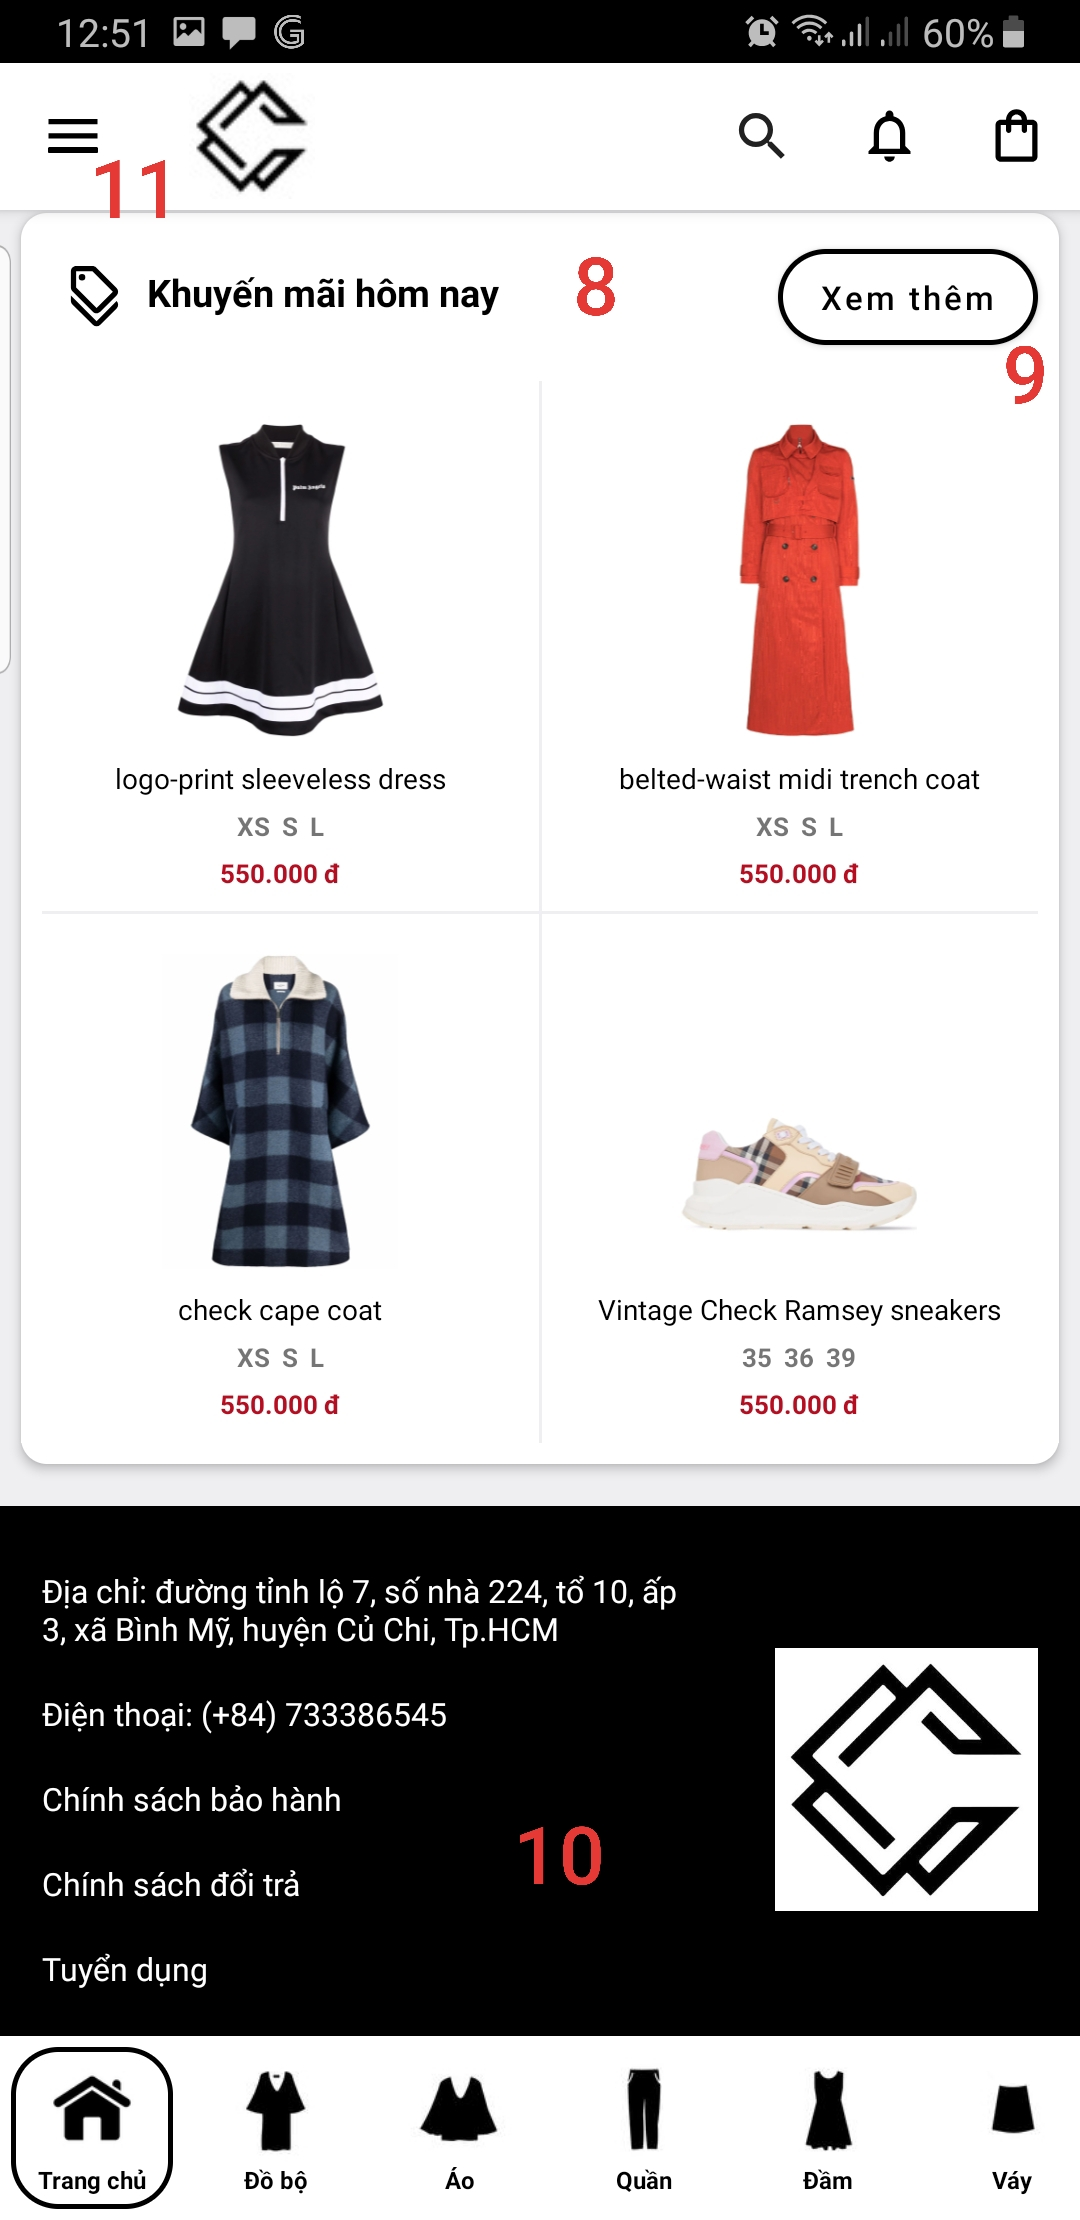 12:51
60%
11
Khuyến mãi hôm nay
8
Xem thêm
9
logo-print sleeveless dress
XS S L
550.000 đ
belted-waist midi trench coat
XS S L
550.000 đ
check cape coat
XS S L
550.000 đ
Vintage Check Ramsey sneakers
35 36 39
550.000 đ
Địa chỉ: đường tỉnh lộ 7, số nhà 224, tổ 10, ấp
3, xã Bình Mỹ, huyện Củ Chi, Tp.HCM
Điện thoại: (+84) 733386545
Chính sách bảo hành
10
Chính sách đổi trả
Tuyển dụng
Trang chủ
Đồ bộ
Áo
Quần
Đầm
Váy